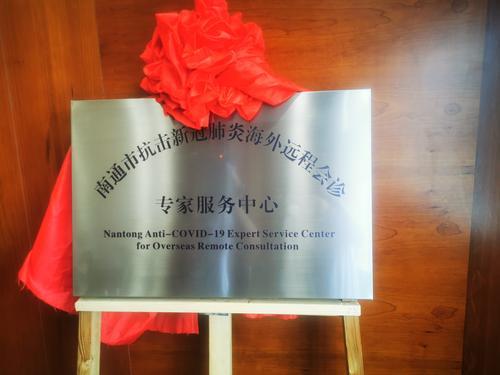 南通市抗击新冠肺炎海外远程会诊
专家服务中心
Nantong Anti-COVID-19 Expert Service Center
for Overseas Remote Consultation